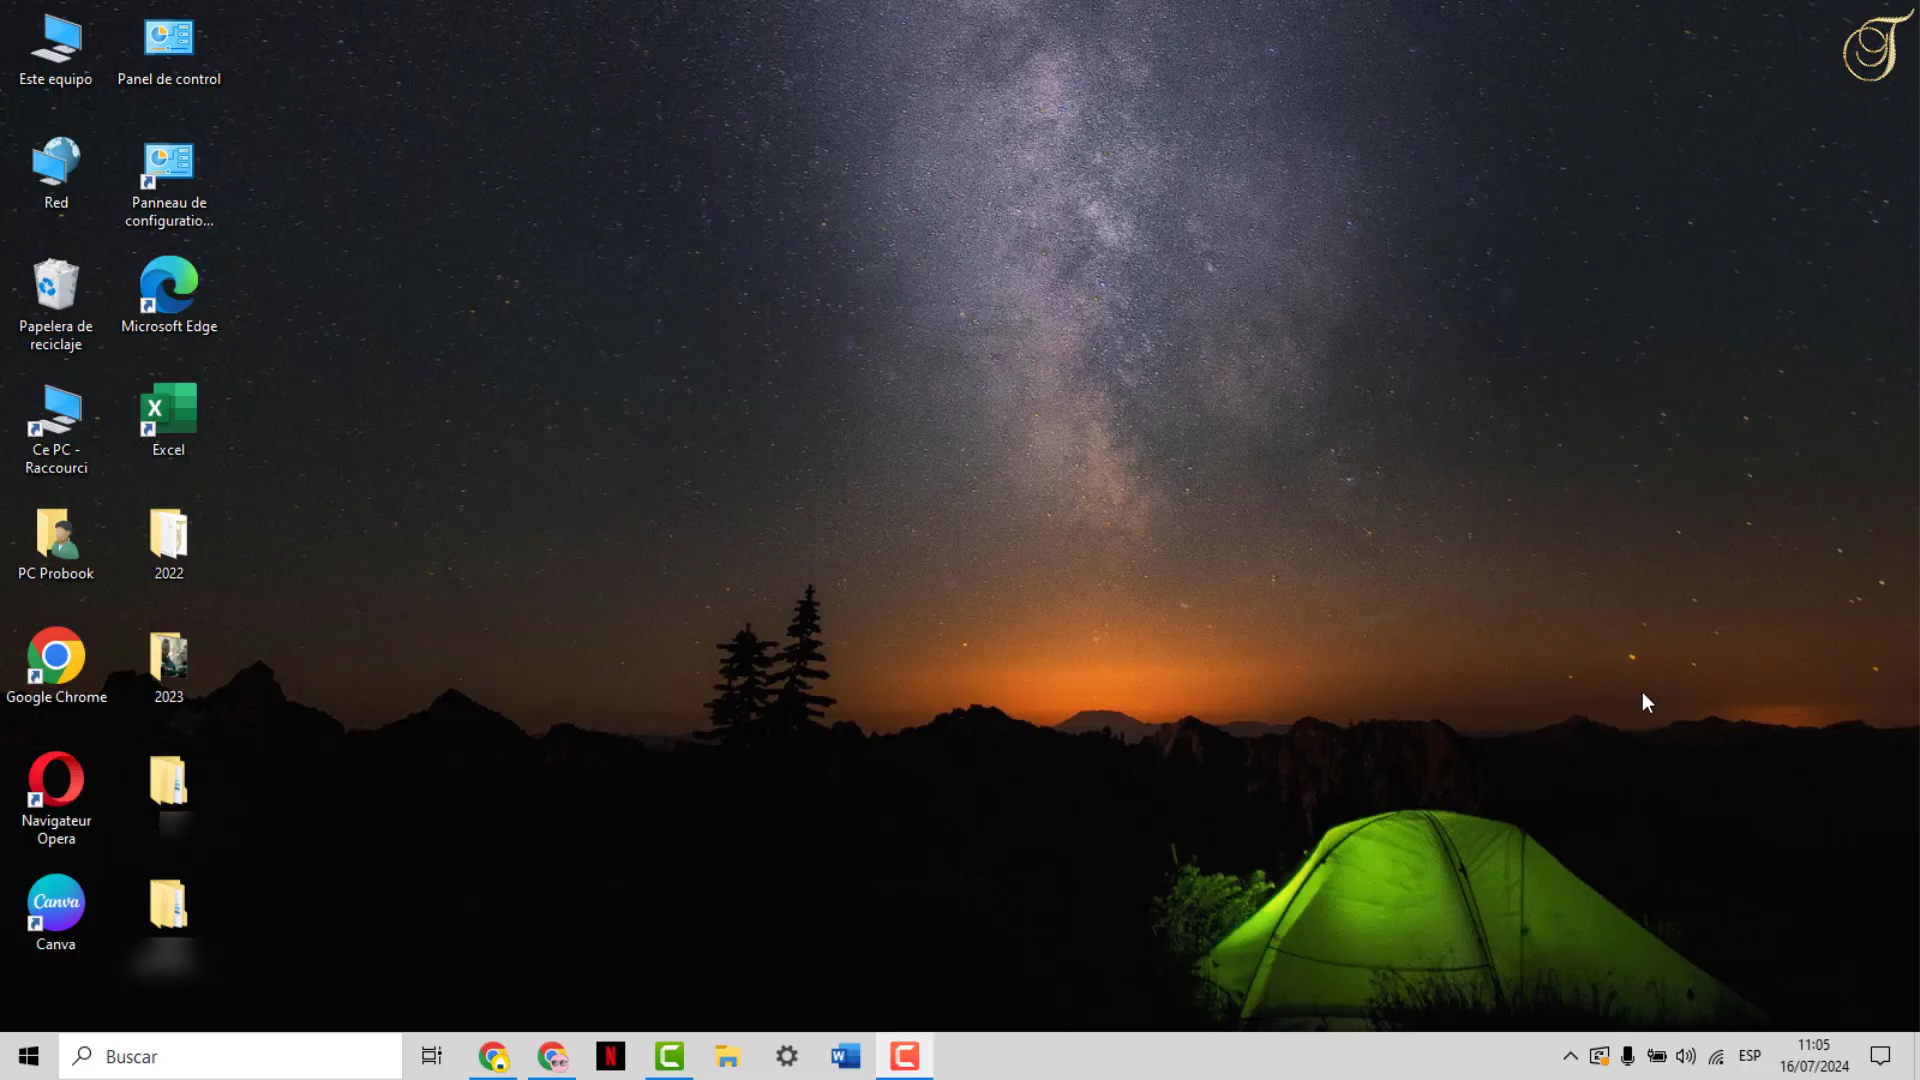 Este equipo
Panel de control
Red
Panneau de
configuratio...
Papelera de
reciclaje
Microsoft Edge
Ce PC -
Raccourci
Excel
PC Probook
2022
Google Chrome
2023
Navigateur
Opera
Canva
Canva
Buscar
ESP
11:05
16/07/2024